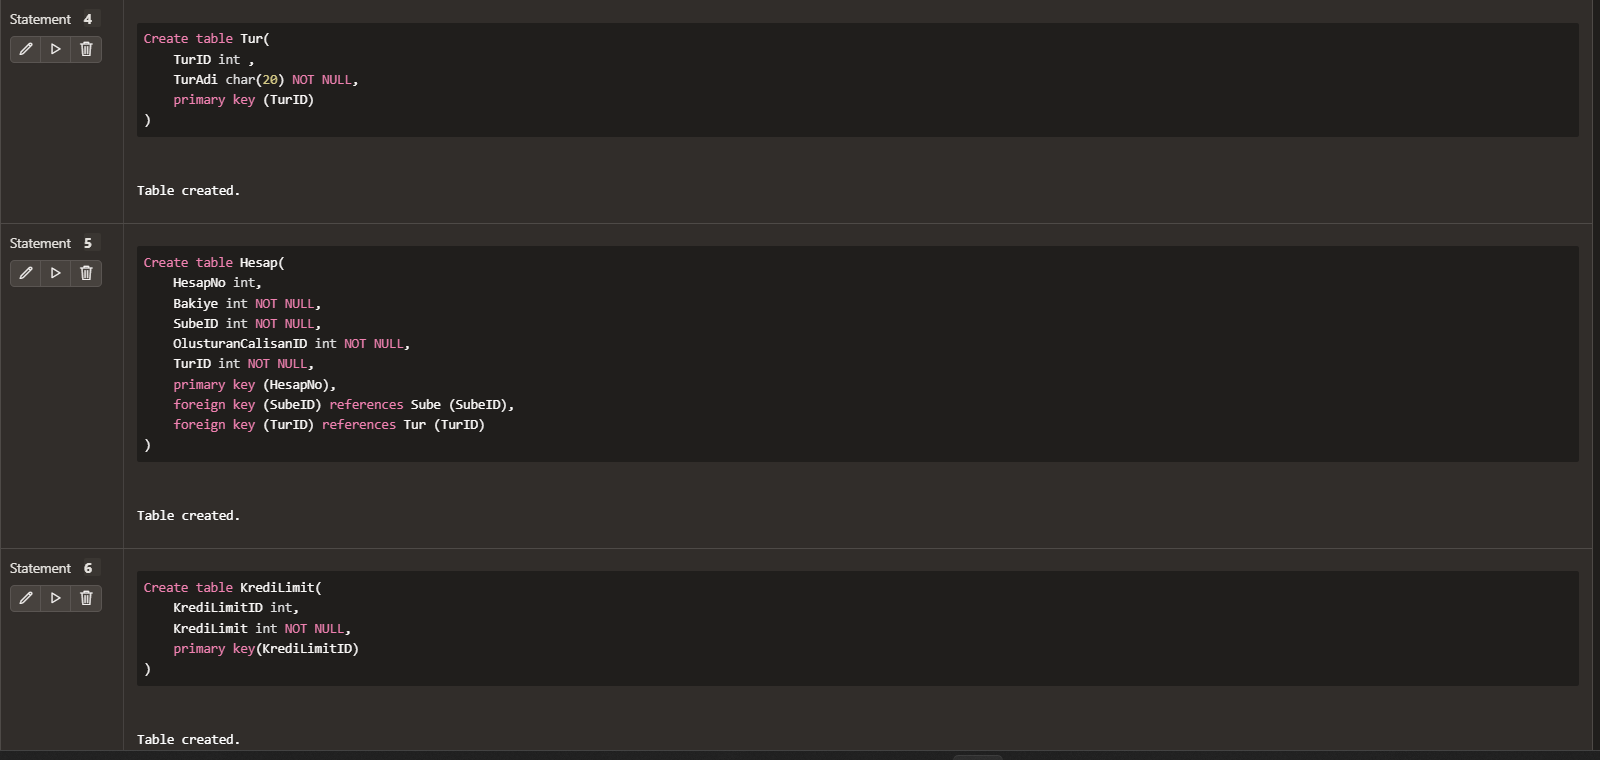 Statement 4
Create table Tur(
    TurID int ,
    TurAdi char(20) NOT NULL,
    primary key (TurID)
)
Table created.
Statement 5
Create table Hesap(
    HesapNo int,
    Bakiye int NOT NULL,
    SubeID int NOT NULL,
    OlusturanCalisanID int NOT NULL,
    TurID int NOT NULL,
    primary key (HesapNo),
    foreign key (SubeID) references Sube (SubeID),
    foreign key (TurID) references Tur (TurID)
)
Table created.
Statement 6
Create table KrediLimit(
    KrediLimitID int,
    KrediLimit int NOT NULL,
    primary key(KrediLimitID)
)
Table created.